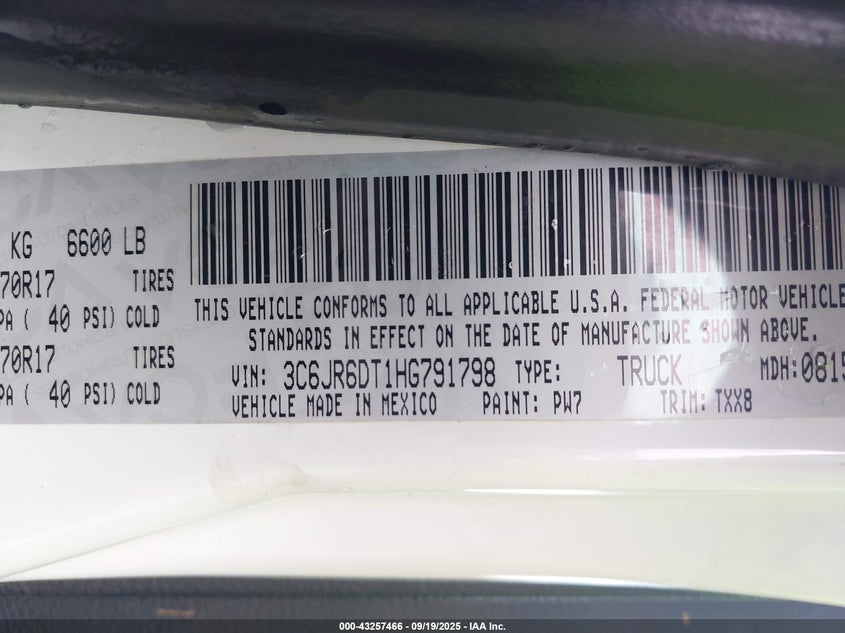 KG 6600 LB
70R17 TIRES
PA ( 40 PSI) COLD
70R17 TIRES
PA ( 40 PSI) COLD
THIS VEHICLE CONFORMS TO ALL APPLICABLE U.S.A. FEDERAL MOTOR VEHICLE
STANDARDS IN EFFECT ON THE DATE OF MANUFACTURE SHOWN ABOVE.
VIN: 3C6JR6DT1HG791798 TYPE: TRUCK MDH:0815
VEHICLE MADE IN MEXICO PAINT: PW7 TRIM: TXX8
000-43257466 - 09/19/2025 - IAA Inc.